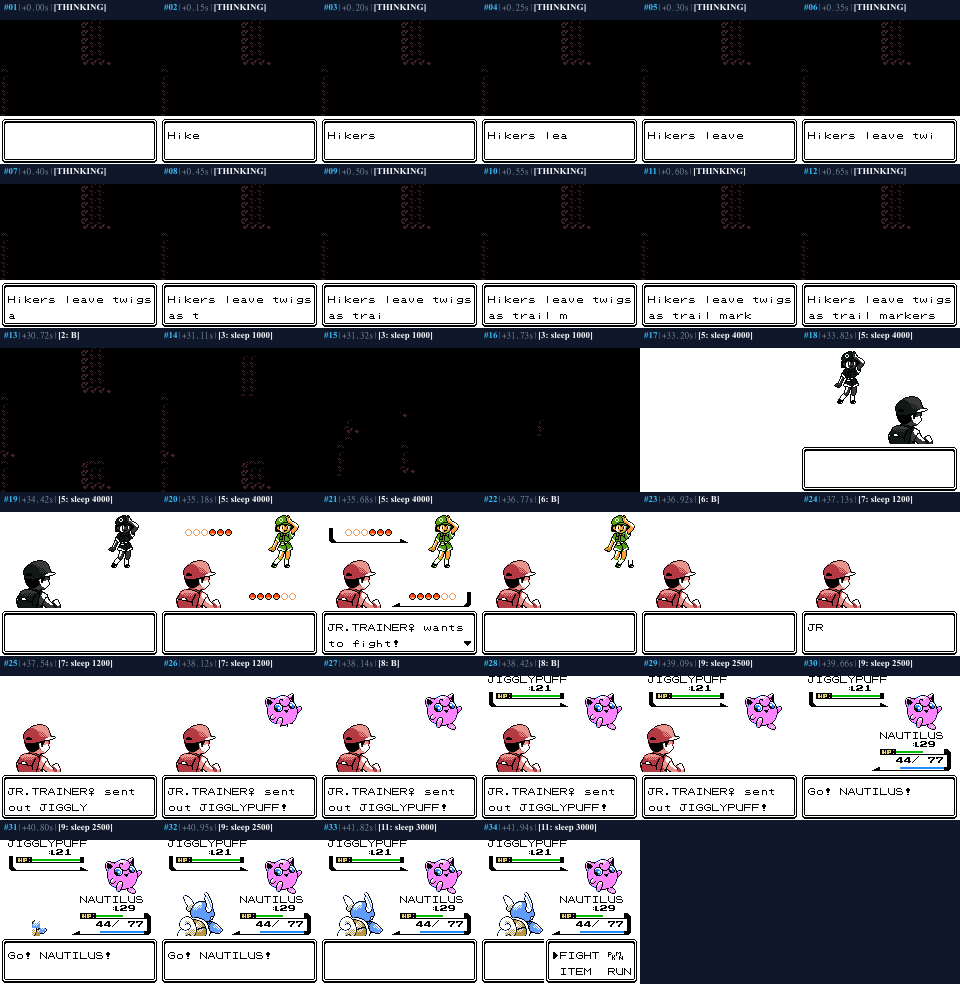 #01|+0.00s|[THINKING]
#02|+0.15s|[THINKING]
#03|+0.20s|[THINKING]
#04|+0.25s|[THINKING]
#05|+0.30s|[THINKING]
#06|+0.35s|[THINKING]
Hike
Hikers
Hikers lea
Hikers leave
Hikers leave twi
#07|+0.40s|[THINKING]
#08|+0.45s|[THINKING]
#09|+0.50s|[THINKING]
#10|+0.55s|[THINKING]
#11|+0.60s|[THINKING]
#12|+0.65s|[THINKING]
Hikers leave twigs
a
Hikers leave twigs
as t
Hikers leave twigs
as trai
Hikers leave twigs
as trail m
Hikers leave twigs
as trail mark
Hikers leave twigs
as trail markers
#13|+30.72s|[2: B]
#14|+31.11s|[3: sleep 1000]
#15|+31.32s|[3: sleep 1000]
#16|+31.73s|[3: sleep 1000]
#17|+33.20s|[5: sleep 4000]
#18|+33.82s|[5: sleep 4000]
#19|+34.42s|[5: sleep 4000]
#20|+35.18s|[5: sleep 4000]
#21|+35.68s|[5: sleep 4000]
#22|+36.77s|[6: B]
#23|+36.92s|[6: B]
#24|+37.13s|[7: sleep 1200]
JR.TRAINER♀ wants
to fight!
JR
#25|+37.54s|[7: sleep 1200]
#26|+38.12s|[7: sleep 1200]
#27|+38.14s|[8: B]
#28|+38.42s|[8: B]
#29|+39.09s|[9: sleep 2500]
#30|+39.66s|[9: sleep 2500]
JR.TRAINER♀ sent
out JIGGLY
JR.TRAINER♀ sent
out JIGGLYPUFF!
JR.TRAINER♀ sent
out JIGGLYPUFF!
JIGGLYPUFF
:L21
HP:
JR.TRAINER♀ sent
out JIGGLYPUFF!
JIGGLYPUFF
:L21
HP:
JR.TRAINER♀ sent
out JIGGLYPUFF!
JIGGLYPUFF
:L21
HP:
NAUTILUS
:L29
HP:
44/ 77
Go! NAUTILUS!
#31|+40.80s|[9: sleep 2500]
#32|+40.95s|[9: sleep 2500]
#33|+41.82s|[11: sleep 3000]
#34|+41.94s|[11: sleep 3000]
JIGGLYPUFF
:L21
HP:
NAUTILUS
:L29
HP:
44/ 77
Go! NAUTILUS!
JIGGLYPUFF
:L21
HP:
NAUTILUS
:L29
HP:
44/ 77
Go! NAUTILUS!
JIGGLYPUFF
:L21
HP:
NAUTILUS
:L29
HP:
44/ 77
JIGGLYPUFF
:L21
HP:
NAUTILUS
:L29
HP:
44/ 77
▶FIGHT PKMN
ITEM RUN